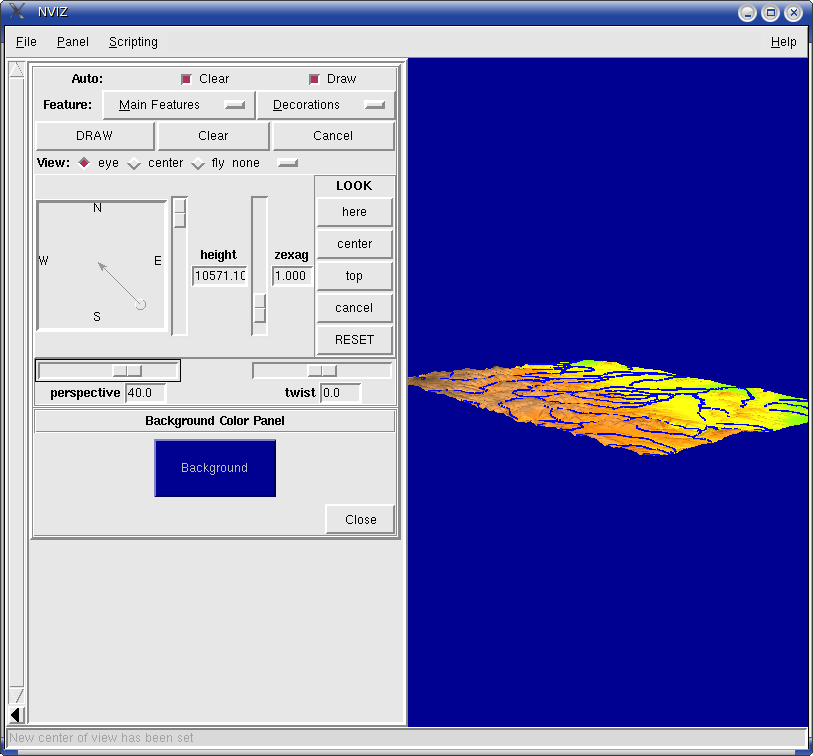 NVIZ
File Panel Scripting Help
Auto: Clear Draw
Feature: Main Features Decorations
DRAW Clear Cancel
View: eye center fly none
LOOK
N
here
height zexag
center
W E
10571.10 1.000
top
S
cancel
RESET
perspective 40.0 twist 0.0
Background Color Panel
Background
Close
New center of view has been set